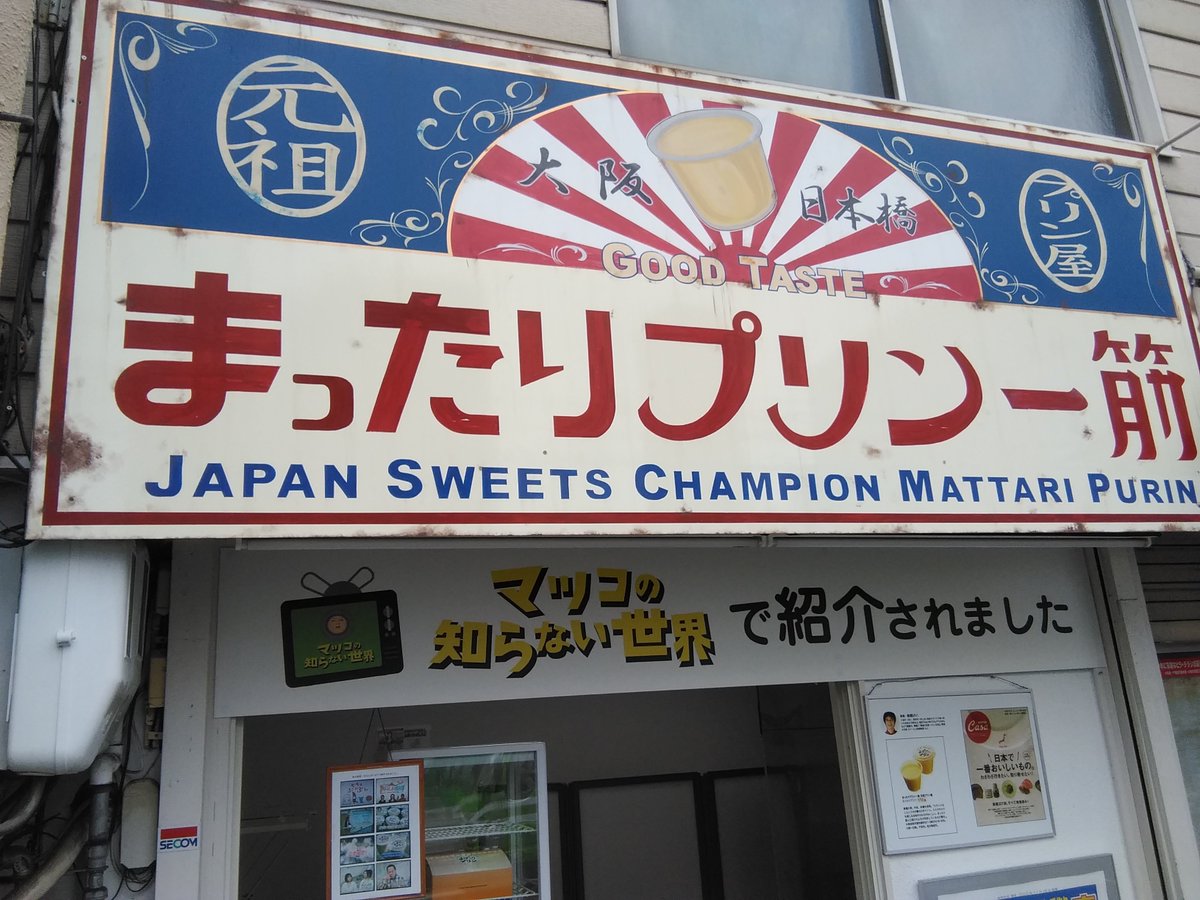 元祖
大阪
日本橋
プリン屋
GOOD TASTE
まったりプリン一筋
JAPAN SWEETS CHAMPION MATTARI PURIN
マツコの
知らない世界
マツコの
知らない世界
で紹介されました
Casa
日本で
一番おいしいもの。
SECOM